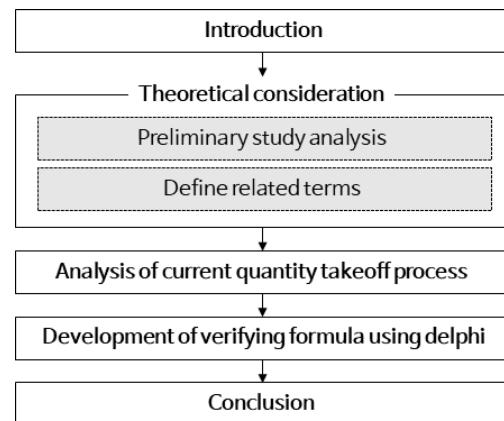 Introduction
Theoretical consideration
Preliminary study analysis
Define related terms
Analysis of current quantity takeoff process
Development of verifying formula using delphi
Conclusion